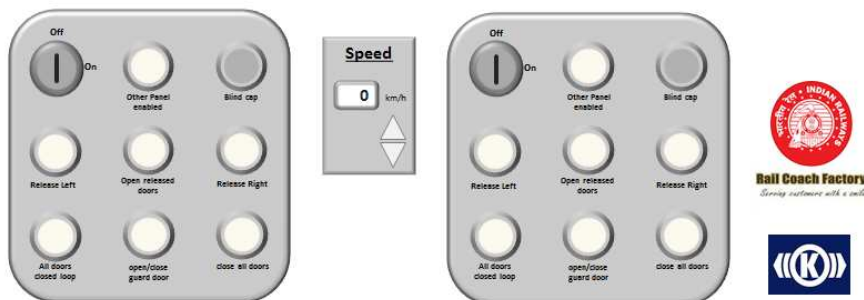 Off
On
Other Panel
enabled
Blind cap
Release Left
Open released
doors
Release Right
All doors
closed loop
open/close
guard door
close all doors
Speed
0 km/h
Off
On
Other Panel
enabled
Blind cap
Release Left
Open released
doors
Release Right
All doors
closed loop
open/close
guard door
close all doors
भारतीय रेल • INDIAN RAILWAYS
Rail Coach Factory
Serving customers with a smile
K